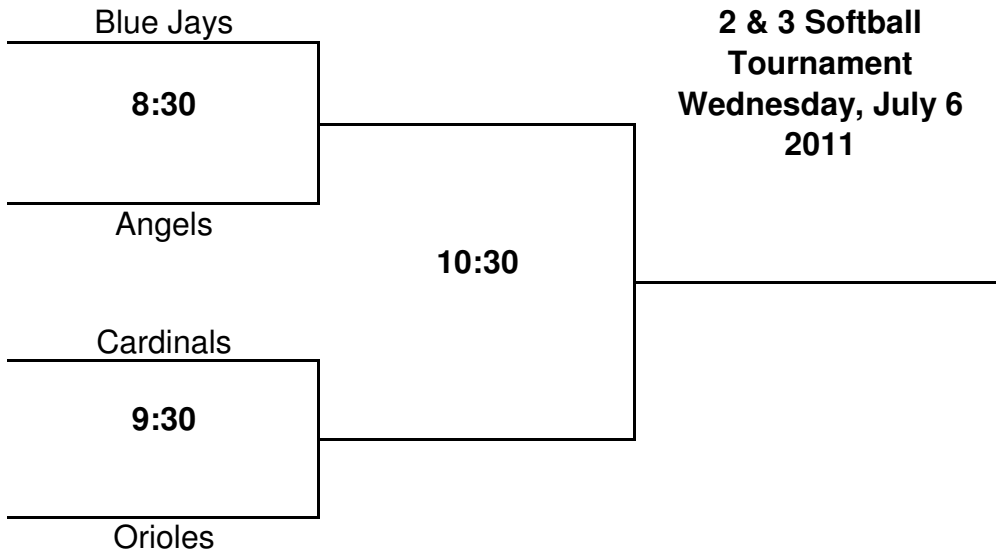 Blue Jays
8:30
Angels
2 & 3 Softball
Tournament
Wednesday, July 6
2011
10:30
Cardinals
9:30
Orioles